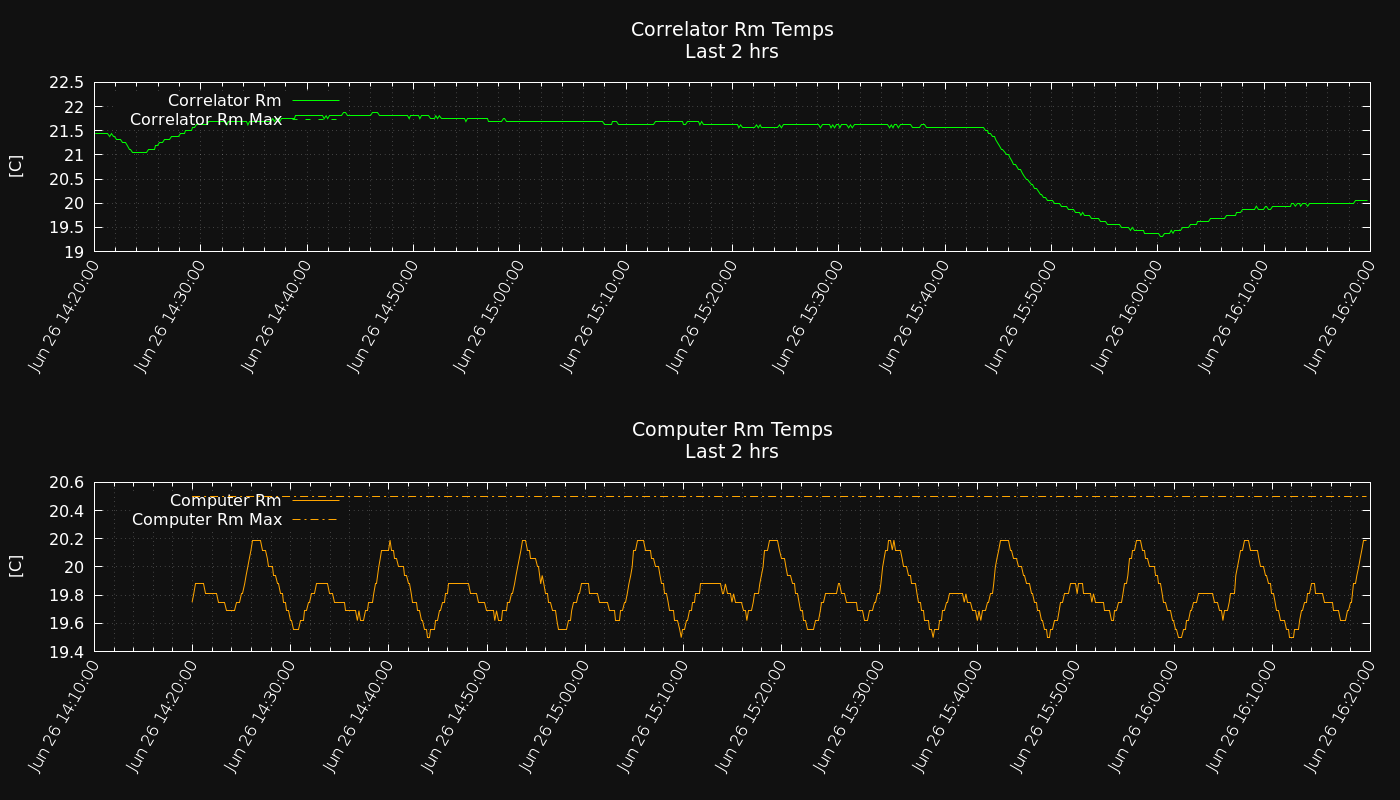 Correlator Rm Temps
Last 2 hrs
22.5
22
21.5
21
20.5
20
19.5
19
[C]
Correlator Rm
Correlator Rm Max
Jun 26 14:20:00
Jun 26 14:30:00
Jun 26 14:40:00
Jun 26 14:50:00
Jun 26 15:00:00
Jun 26 15:10:00
Jun 26 15:20:00
Jun 26 15:30:00
Jun 26 15:40:00
Jun 26 15:50:00
Jun 26 16:00:00
Jun 26 16:10:00
Jun 26 16:20:00
Computer Rm Temps
Last 2 hrs
20.6
20.4
20.2
20
19.8
19.6
19.4
[C]
Computer Rm
Computer Rm Max
Jun 26 14:10:00
Jun 26 14:20:00
Jun 26 14:30:00
Jun 26 14:40:00
Jun 26 14:50:00
Jun 26 15:00:00
Jun 26 15:10:00
Jun 26 15:20:00
Jun 26 15:30:00
Jun 26 15:40:00
Jun 26 15:50:00
Jun 26 16:00:00
Jun 26 16:10:00
Jun 26 16:20:00